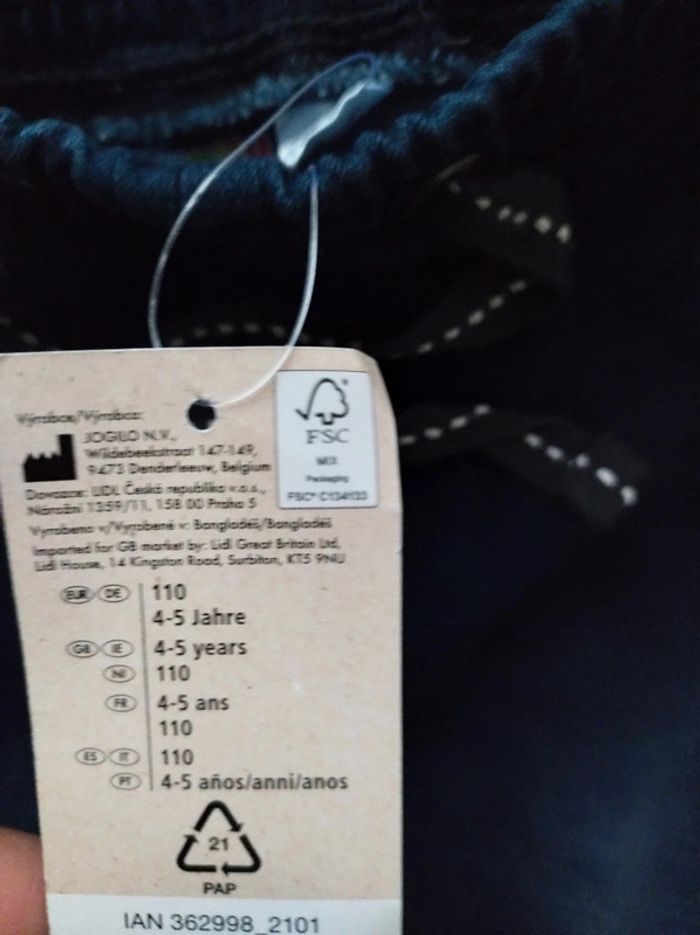 Výrobce/Výrobca:
JOGILO N.V.,
Wildebeekstraat 147-149,
9473 Denderleeuw, Belgium
FSC
MIX
Packaging
FSC® C134133
Dovozce: LIDL Česká republika v.o.s.,
Nárožní 1359/11, 158 00 Praha 5
Vyrobeno v/Vyrobené v: Bangladéš/Bangladéš
Imported for GB market by: Lidl Great Britain Ltd,
Lidl House, 14 Kingston Road, Surbiton, KT5 9NU
EUR DE 110
4-5 Jahre
GB IE 4-5 years
NI 110
FR 4-5 ans
110
ES IT 110
PT 4-5 años/anni/anos
21
PAP
IAN 362998_2101